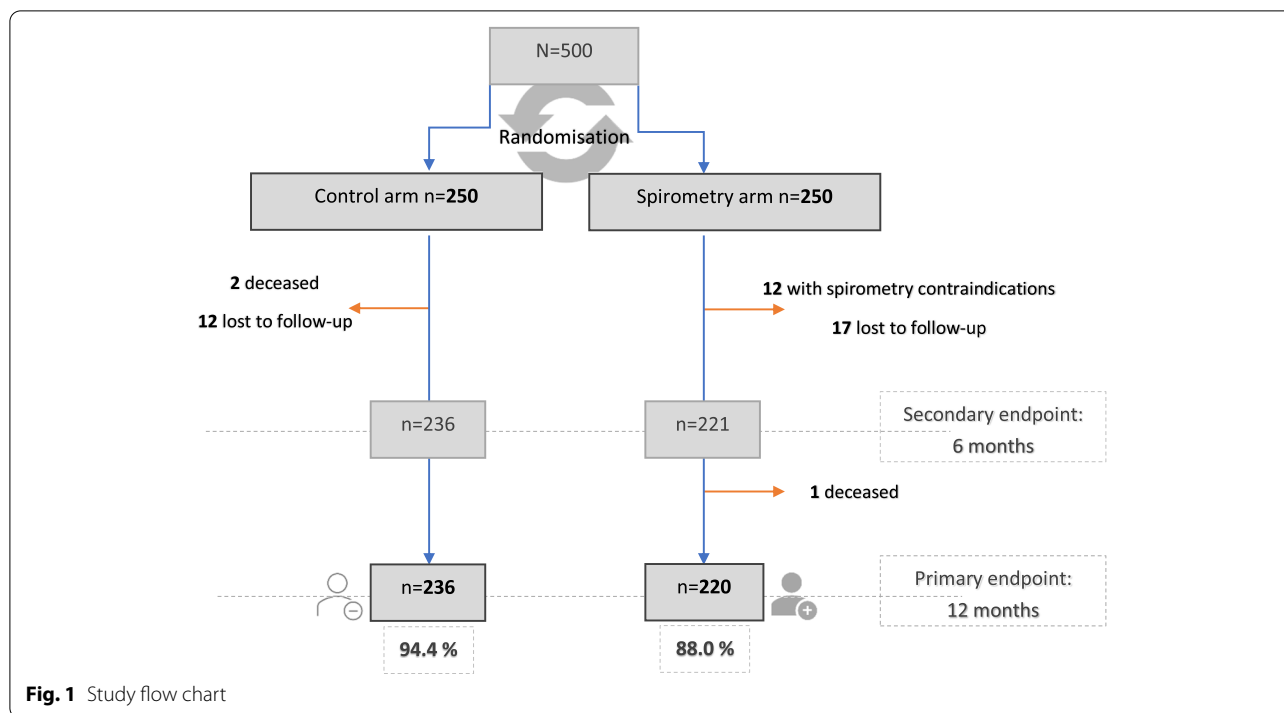 N=500
Randomisation
Control arm n=250
Spirometry arm n=250
2 deceased
12 lost to follow-up
12 with spirometry contraindications
17 lost to follow-up
n=236
n=221
Secondary endpoint:
6 months
1 deceased
n=236
n=220
Primary endpoint:
12 months
94.4 %
88.0 %
Fig. 1 Study flow chart